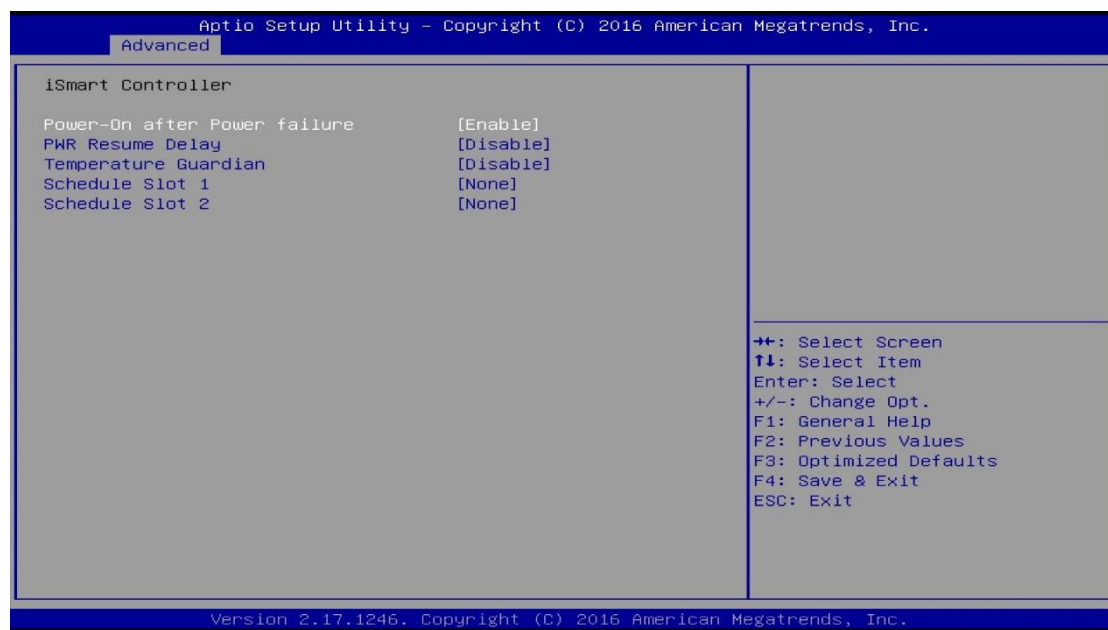 Aptio Setup Utility – Copyright (C) 2016 American Megatrends, Inc.
Advanced
iSmart Controller
Power-On after Power failure [Enable]
PWR Resume Delay [Disable]
Temperature Guardian [Disable]
Schedule Slot 1 [None]
Schedule Slot 2 [None]
→←: Select Screen
↑↓: Select Item
Enter: Select
+/-: Change Opt.
F1: General Help
F2: Previous Values
F3: Optimized Defaults
F4: Save & Exit
ESC: Exit
Version 2.17.1246. Copyright (C) 2016 American Megatrends, Inc.